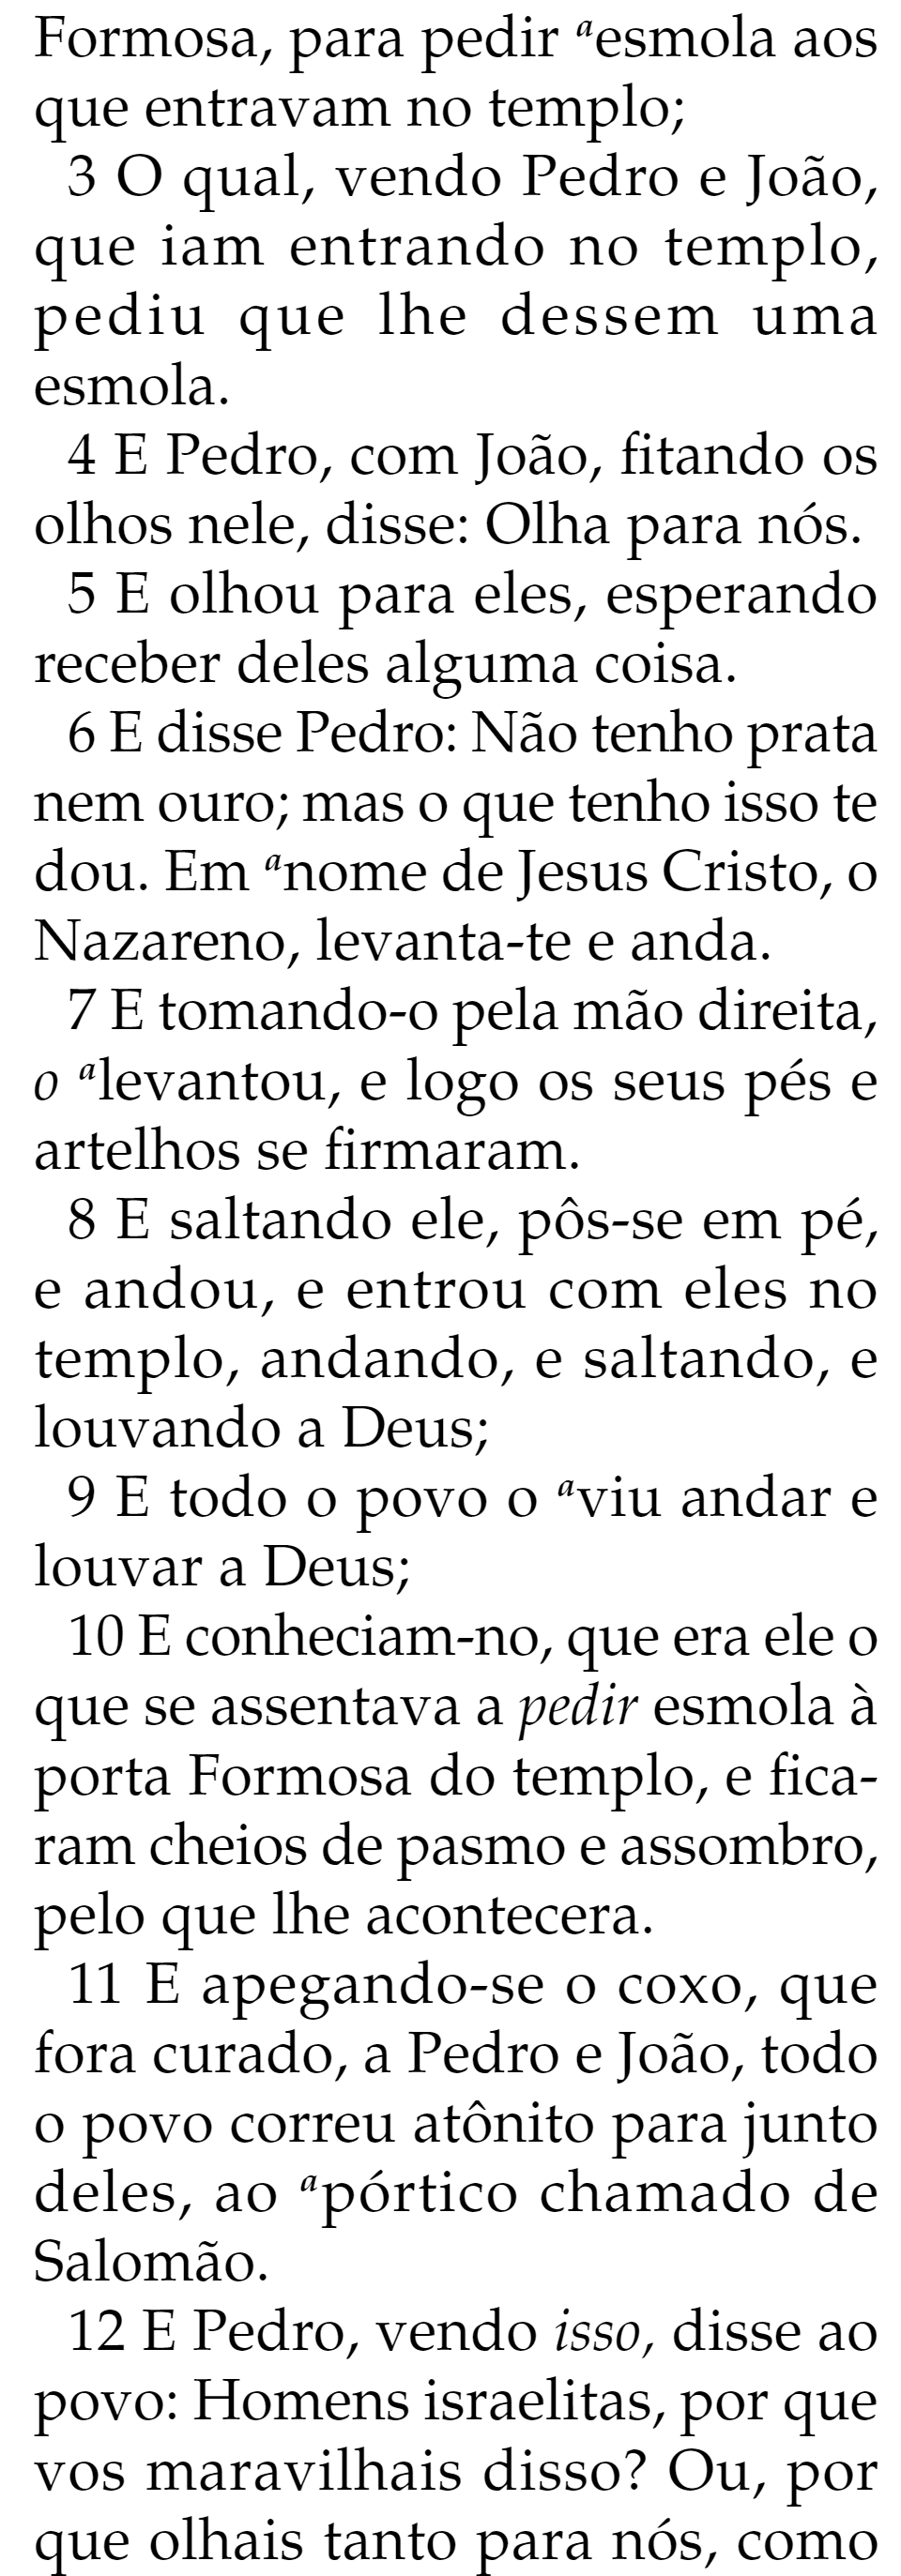 Formosa, para pedir ᵃesmola aos
que entravam no templo;
3 O qual, vendo Pedro e João,
que iam entrando no templo,
pediu que lhe dessem uma
esmola.
4 E Pedro, com João, fitando os
olhos nele, disse: Olha para nós.
5 E olhou para eles, esperando
receber deles alguma coisa.
6 E disse Pedro: Não tenho prata
nem ouro; mas o que tenho isso te
dou. Em ᵃnome de Jesus Cristo, o
Nazareno, levanta-te e anda.
7 E tomando-o pela mão direita,
o ᵃlevantou, e logo os seus pés e
artelhos se firmaram.
8 E saltando ele, pôs-se em pé,
e andou, e entrou com eles no
templo, andando, e saltando, e
louvando a Deus;
9 E todo o povo o ᵃviu andar e
louvar a Deus;
10 E conheciam-no, que era ele o
que se assentava a pedir esmola à
porta Formosa do templo, e fica-
ram cheios de pasmo e assombro,
pelo que lhe acontecera.
11 E apegando-se o coxo, que
fora curado, a Pedro e João, todo
o povo correu atônito para junto
deles, ao ᵃpórtico chamado de
Salomão.
12 E Pedro, vendo isso, disse ao
povo: Homens israelitas, por que
vos maravilhais disso? Ou, por
que olhais tanto para nós, como